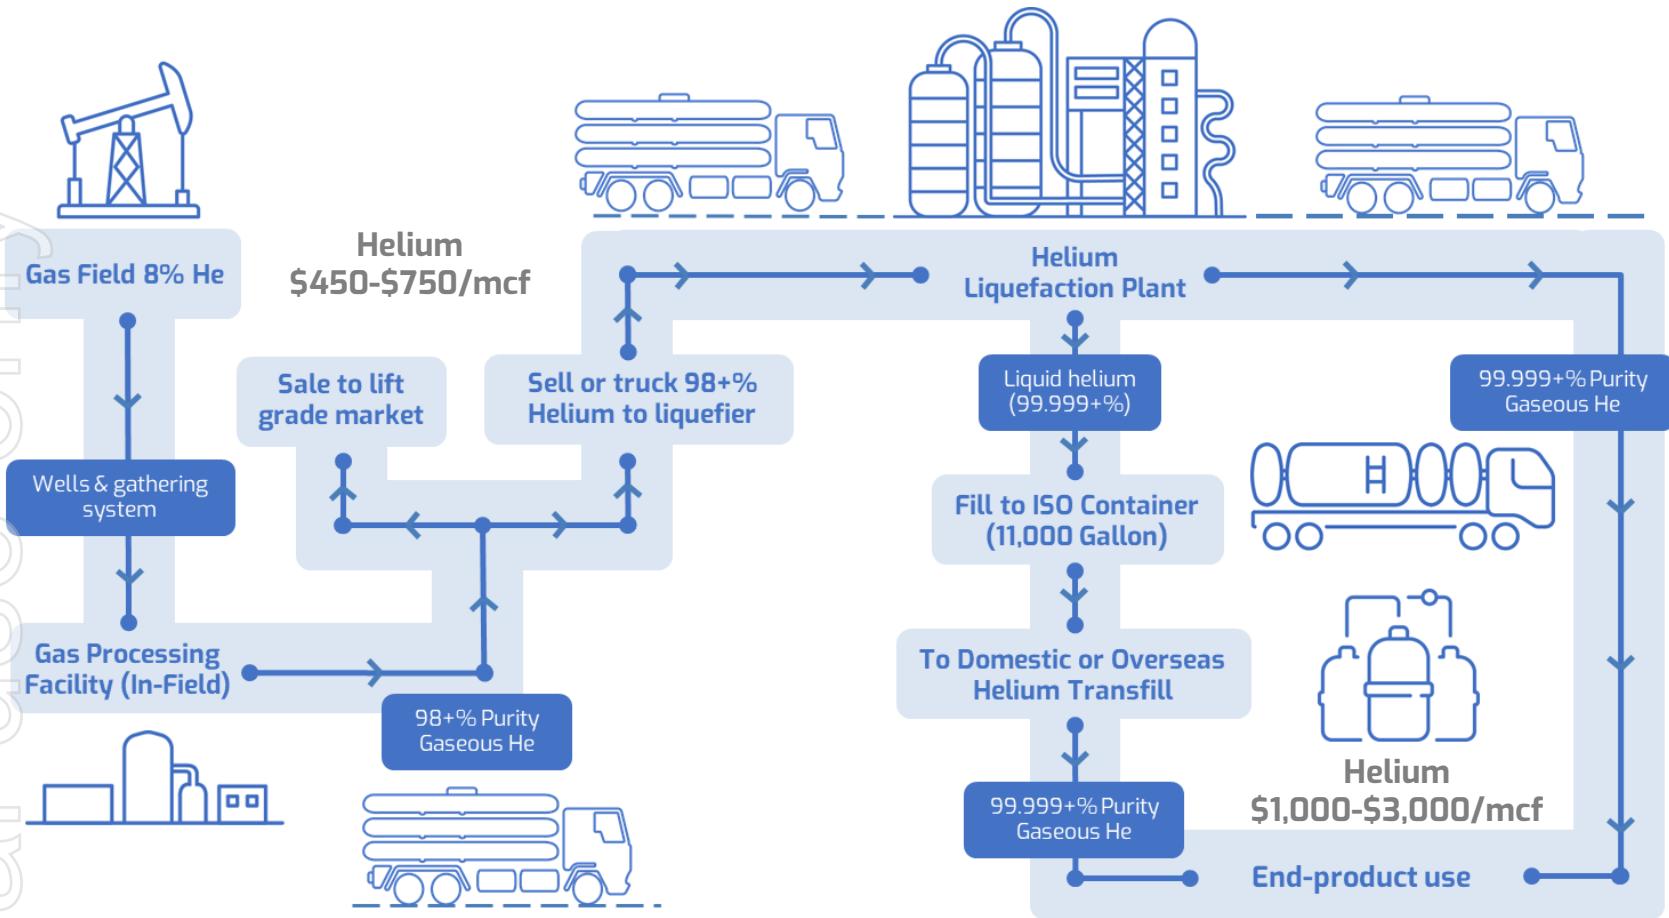 Gas Field 8% He
Helium
$450-$750/mcf
Helium
Liquefaction Plant
Sale to lift
grade market
Sell or truck 98+%
Helium to liquefier
Liquid helium
(99.999+%)
99.999+% Purity
Gaseous He
Wells & gathering
system
Fill to ISO Container
(11,000 Gallon)
Gas Processing
Facility (In-Field)
To Domestic or Overseas
Helium Transfill
98+% Purity
Gaseous He
Helium
$1,000-$3,000/mcf
99.999+% Purity
Gaseous He
End-product use